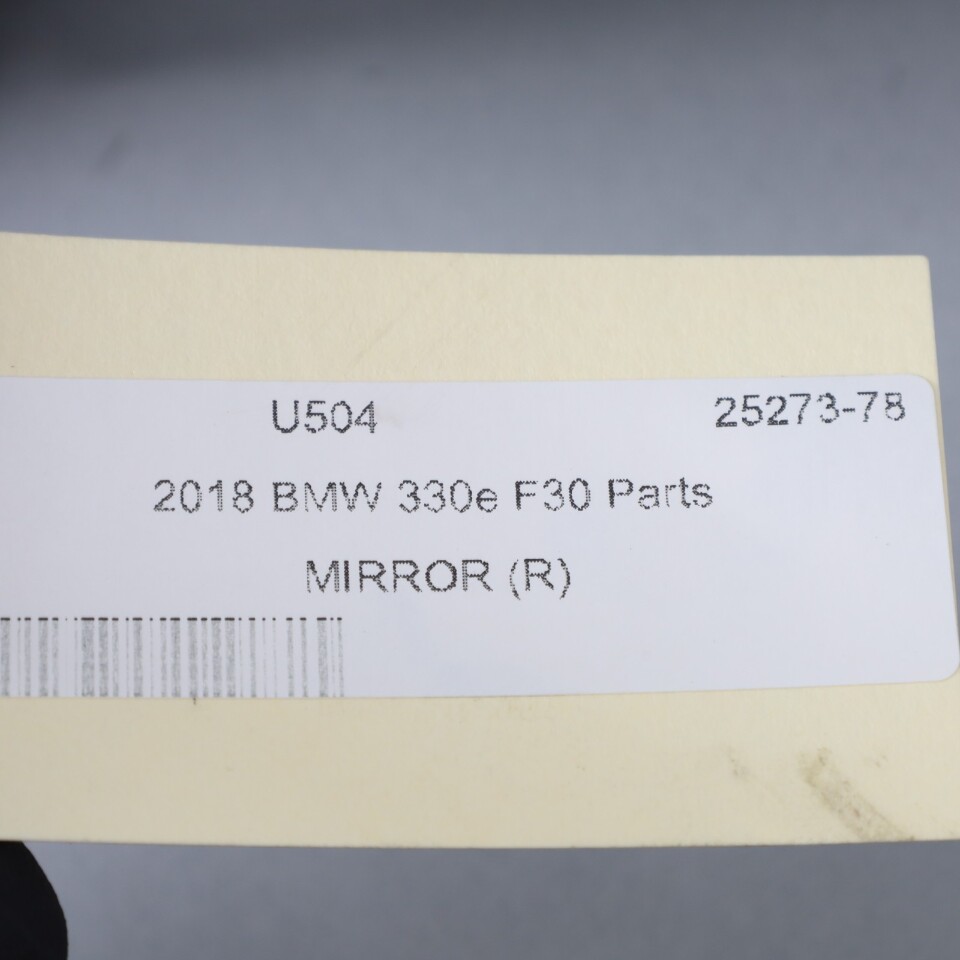 U504 25273-78
2018 BMW 330e F30 Parts
MIRROR (R)